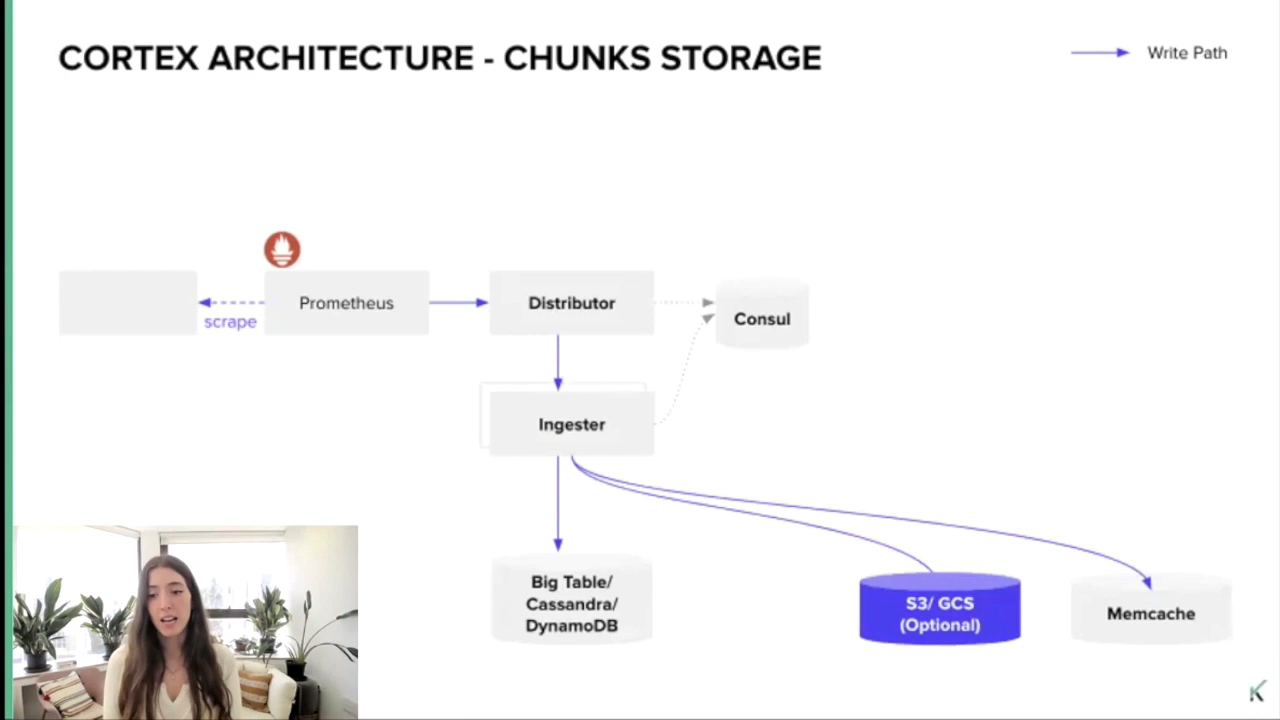 CORTEX ARCHITECTURE - CHUNKS STORAGE
Write Path
Prometheus
Distributor
scrape
Consul
Ingester
Big Table/
Cassandra/
DynamoDB
S3/ GCS
(Optional)
Memcache